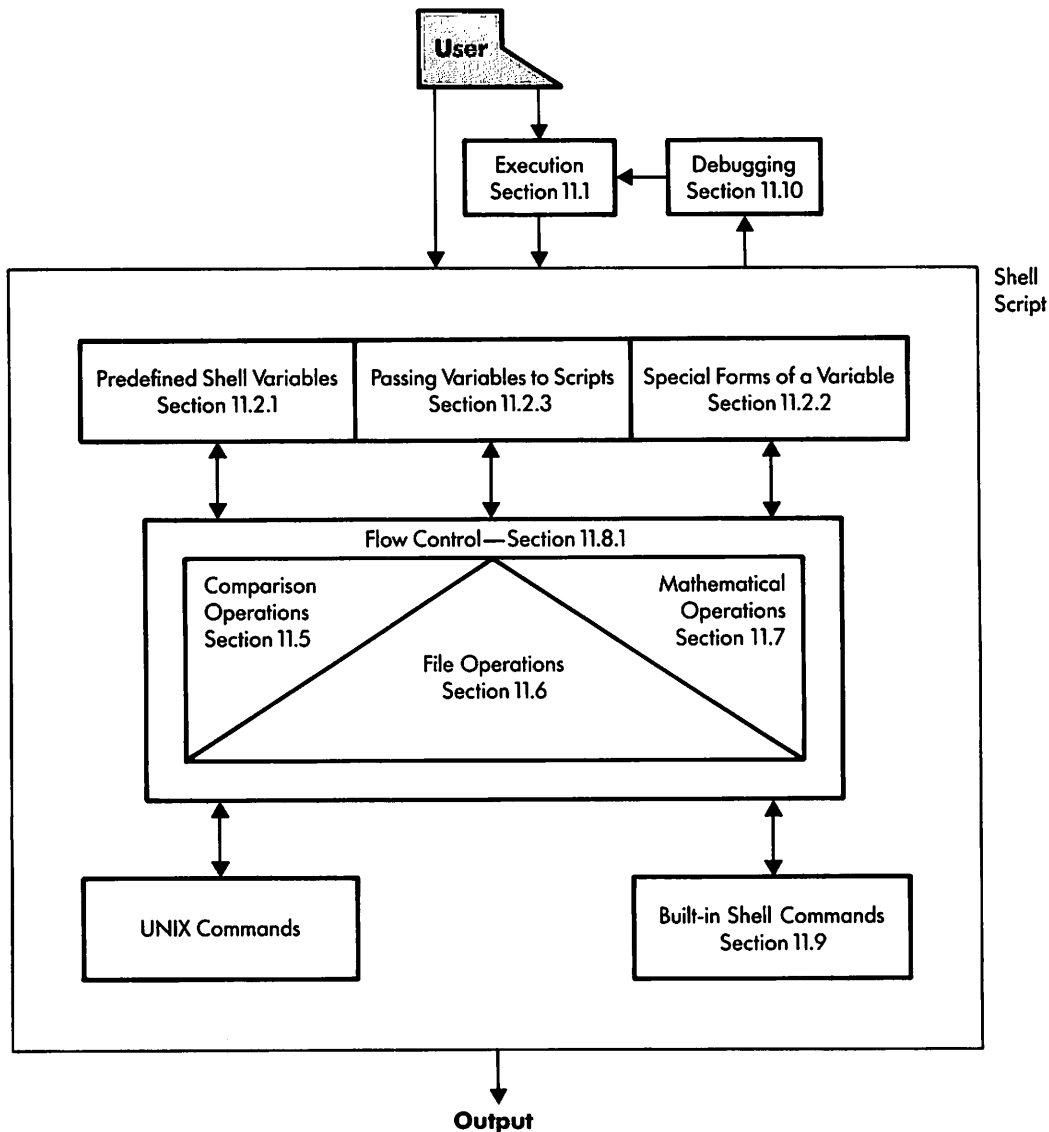 User
Execution
Section 11.1
Debugging
Section 11.10
Shell
Script
Predefined Shell Variables
Section 11.2.1
Passing Variables to Scripts
Section 11.2.3
Special Forms of a Variable
Section 11.2.2
Flow Control—Section 11.8.1
Comparison
Operations
Section 11.5
Mathematical
Operations
Section 11.7
File Operations
Section 11.6
UNIX Commands
Built-in Shell Commands
Section 11.9
Output